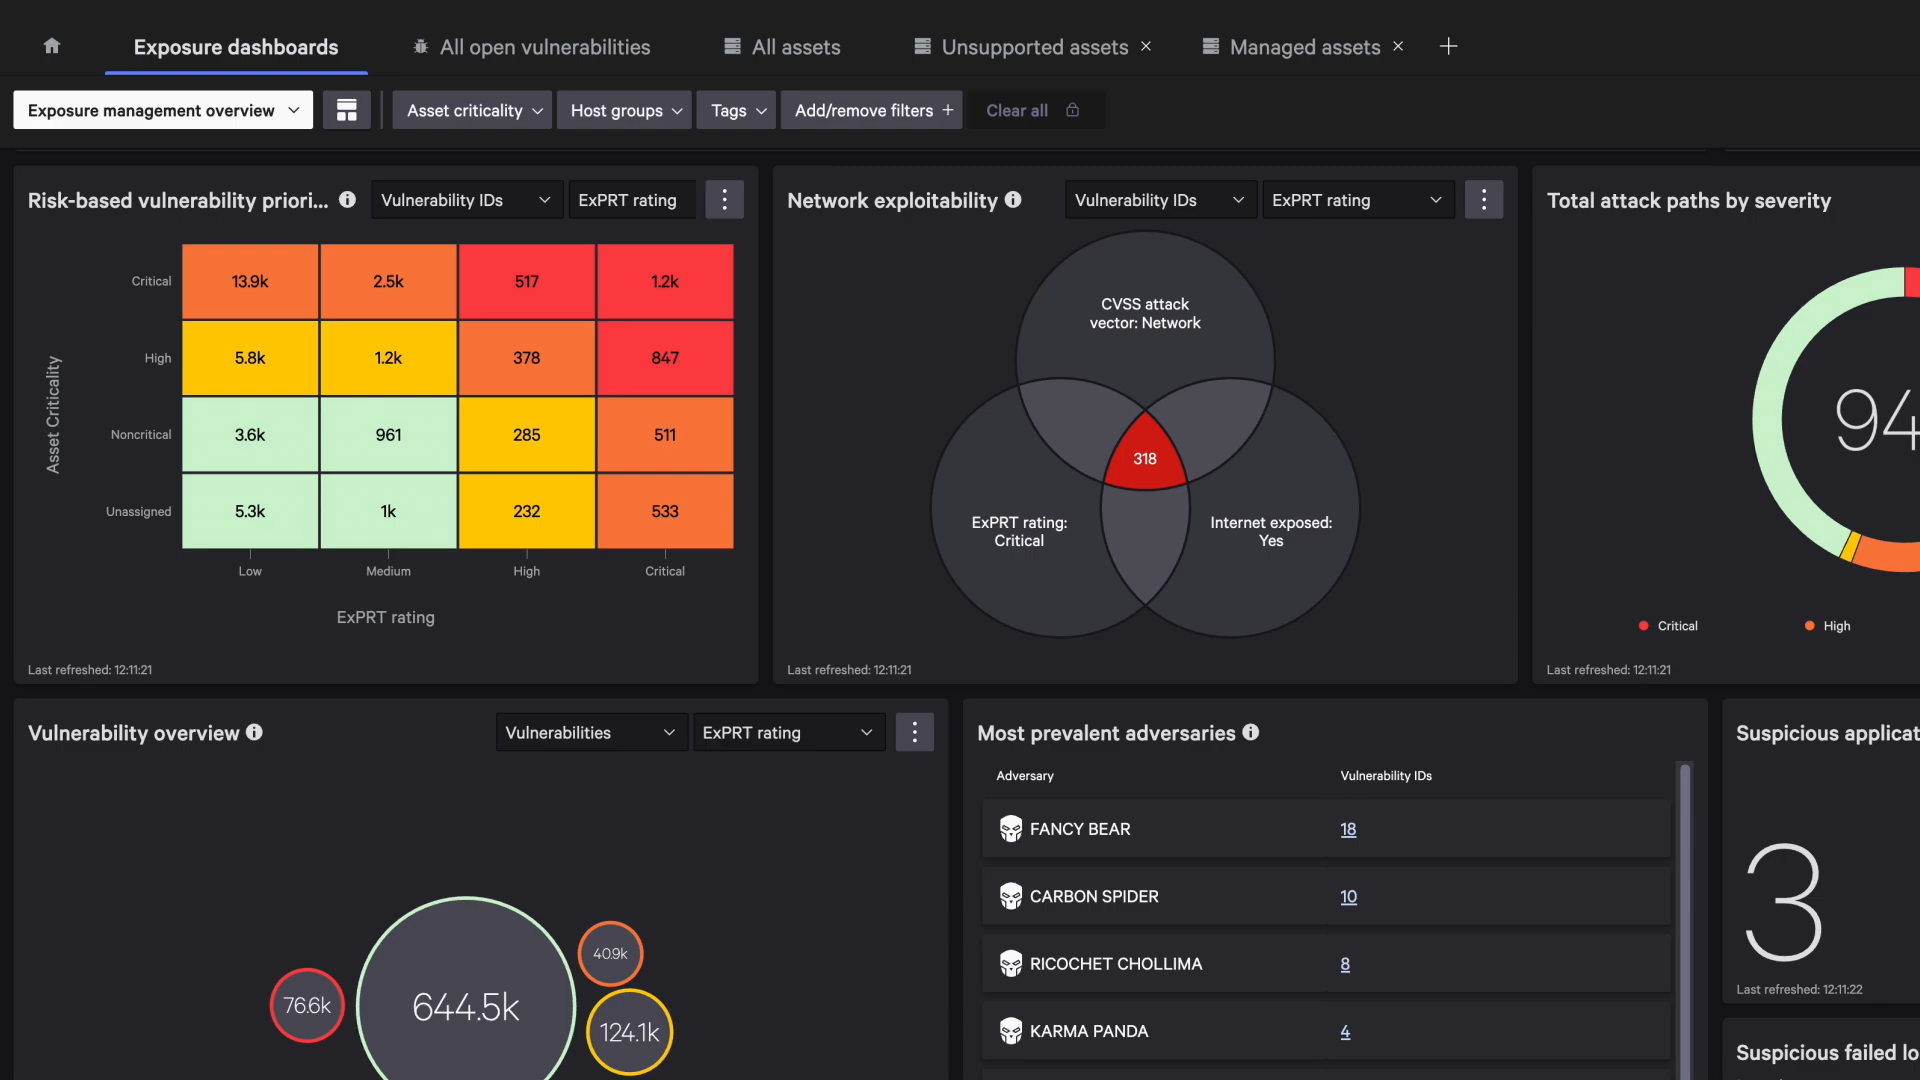 Exposure dashboards
All open vulnerabilities
All assets
Unsupported assets
Managed assets
Exposure management overview
Asset criticality
Host groups
Tags
Add/remove filters
Clear all
Risk-based vulnerability priori...
Vulnerability IDs
ExPRT rating
Asset Criticality
Critical
13.9k
2.5k
517
1.2k
High
5.8k
1.2k
378
847
Noncritical
3.6k
961
285
511
Unassigned
5.3k
1k
232
533
Low
Medium
High
Critical
ExPRT rating
Last refreshed: 12:11:21
Network exploitability
Vulnerability IDs
ExPRT rating
CVSS attack
vector: Network
318
ExPRT rating:
Critical
Internet exposed:
Yes
Last refreshed: 12:11:21
Total attack paths by severity
94
Critical
High
Last refreshed: 12:11:21
Vulnerability overview
Vulnerabilities
ExPRT rating
76.6k
644.5k
40.9k
124.1k
Most prevalent adversaries
Adversary
Vulnerability IDs
FANCY BEAR
18
CARBON SPIDER
10
RICOCHET CHOLLIMA
8
KARMA PANDA
4
Suspicious applicat
3
Last refreshed: 12:11:22
Suspicious failed lo